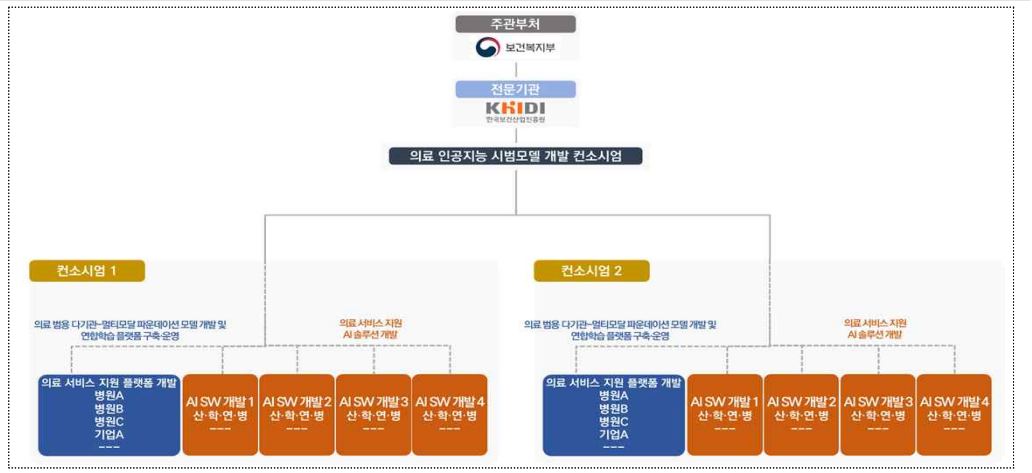 주관부처
보건복지부
전문기관
KHIDI
한국보건산업진흥원
의료 인공지능 시범모델 개발 컨소시엄
컨소시엄 1
의료 범용 다기관-멀티모달 파운데이션 모델 개발 및
연합학습 플랫폼 구축·운영
의료 서비스 지원
AI 솔루션 개발
의료 서비스 지원 플랫폼 개발
병원A
병원B
병원C
기업A
---
AI SW 개발 1
산·학·연·병
---
AI SW 개발 2
산·학·연·병
---
AI SW 개발 3
산·학·연·병
---
AI SW 개발 4
산·학·연·병
---
컨소시엄 2
의료 범용 다기관-멀티모달 파운데이션 모델 개발 및
연합학습 플랫폼 구축·운영
의료 서비스 지원
AI 솔루션 개발
의료 서비스 지원 플랫폼 개발
병원A
병원B
병원C
기업A
---
AI SW 개발 1
산·학·연·병
---
AI SW 개발 2
산·학·연·병
---
AI SW 개발 3
산·학·연·병
---
AI SW 개발 4
산·학·연·병
---